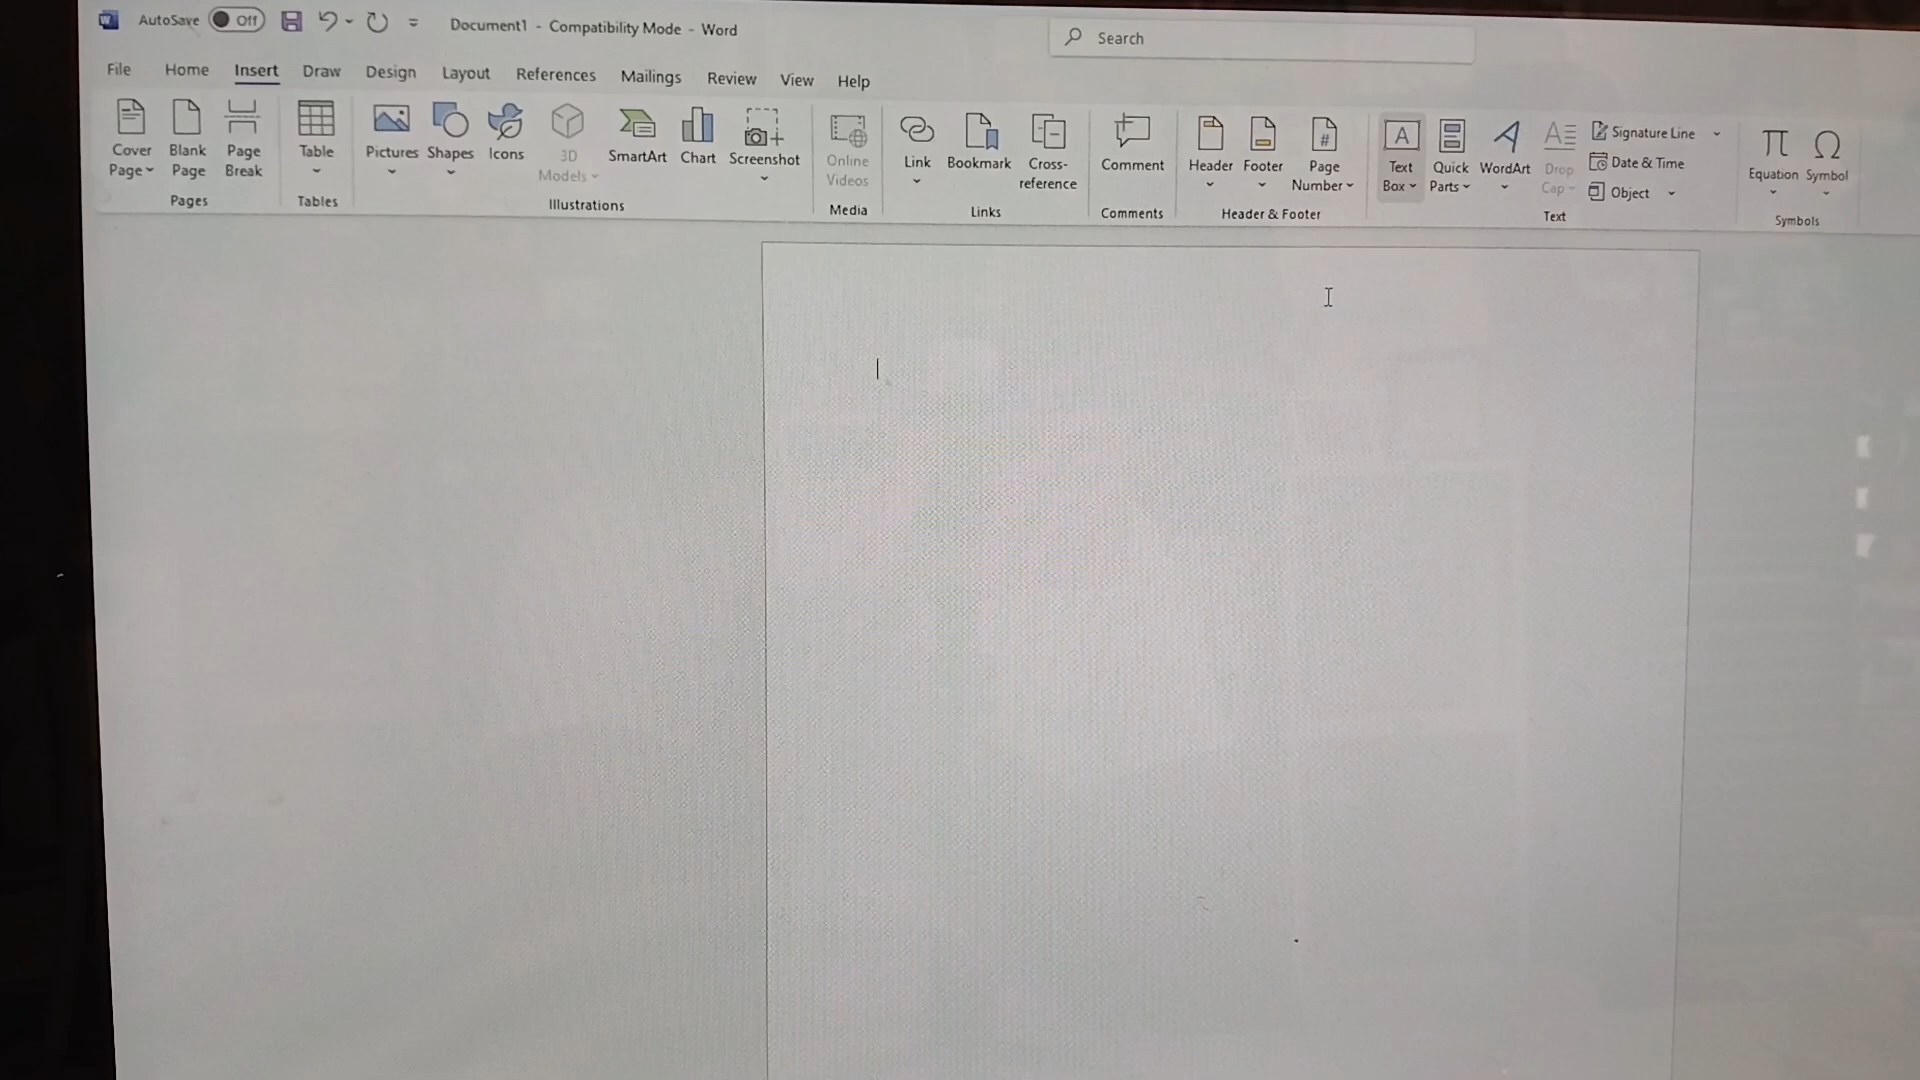 AutoSave Off Document1 - Compatibility Mode - Word Search
File Home Insert Draw Design Layout References Mailings Review View Help
Cover Page Blank Page Page Break
Pages
Table
Tables
Pictures Shapes Icons 3D Models SmartArt Chart Screenshot
Illustrations
Online Videos
Media
Link Bookmark Cross-reference
Links
Comment
Comments
Header Footer Page Number
Header & Footer
Text Box Quick Parts WordArt Drop Cap
Signature Line
Date & Time
Object
Text
Equation Symbol
Symbols